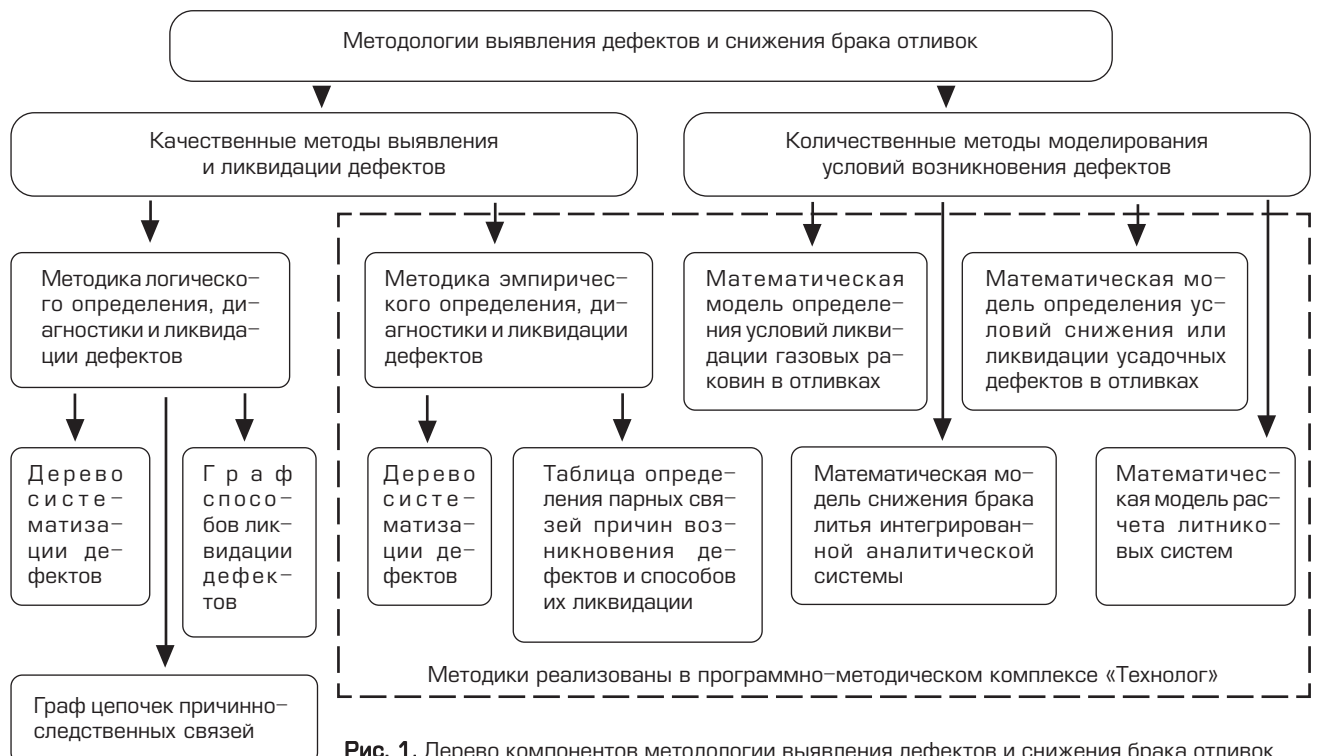 Методологии выявления дефектов и снижения брака отливок
Качественные методы выявления
и ликвидации дефектов
Количественные методы моделирования
условий возникновения дефектов
Методика логическо-
го определения, ди-
агностики и ликвида-
ции дефектов
Методика эмпириче-
ского определения, ди-
агностики и ликвидации
дефектов
Математическая
модель определе-
ния условий ликви-
дации газовых ра-
ковин в отливках
Математическая мо-
дель определения ус-
ловий снижения или
ликвидации усадочных
дефектов в отливках
Дерево
систе-
матиза-
ции де-
фектов
Граф
спосо-
бов лик-
видации
дефек-
тов
Дерево
систе-
матиза-
ции де-
фектов
Таблица опреде-
ления парных свя-
зей причин воз-
никновения де-
фектов и способов
их ликвидации
Математическая мо-
дель снижения брака
литья интегрирован-
ной аналитической
системы
Математичес-
кая модель рас-
чета литнико-
вых систем
Методики реализованы в программно-методическом комплексе «Технолог»
Граф цепочек причинно-
следственных связей
Рис. 1. Дерево компонентов методологии выявления дефектов и снижения брака отливок